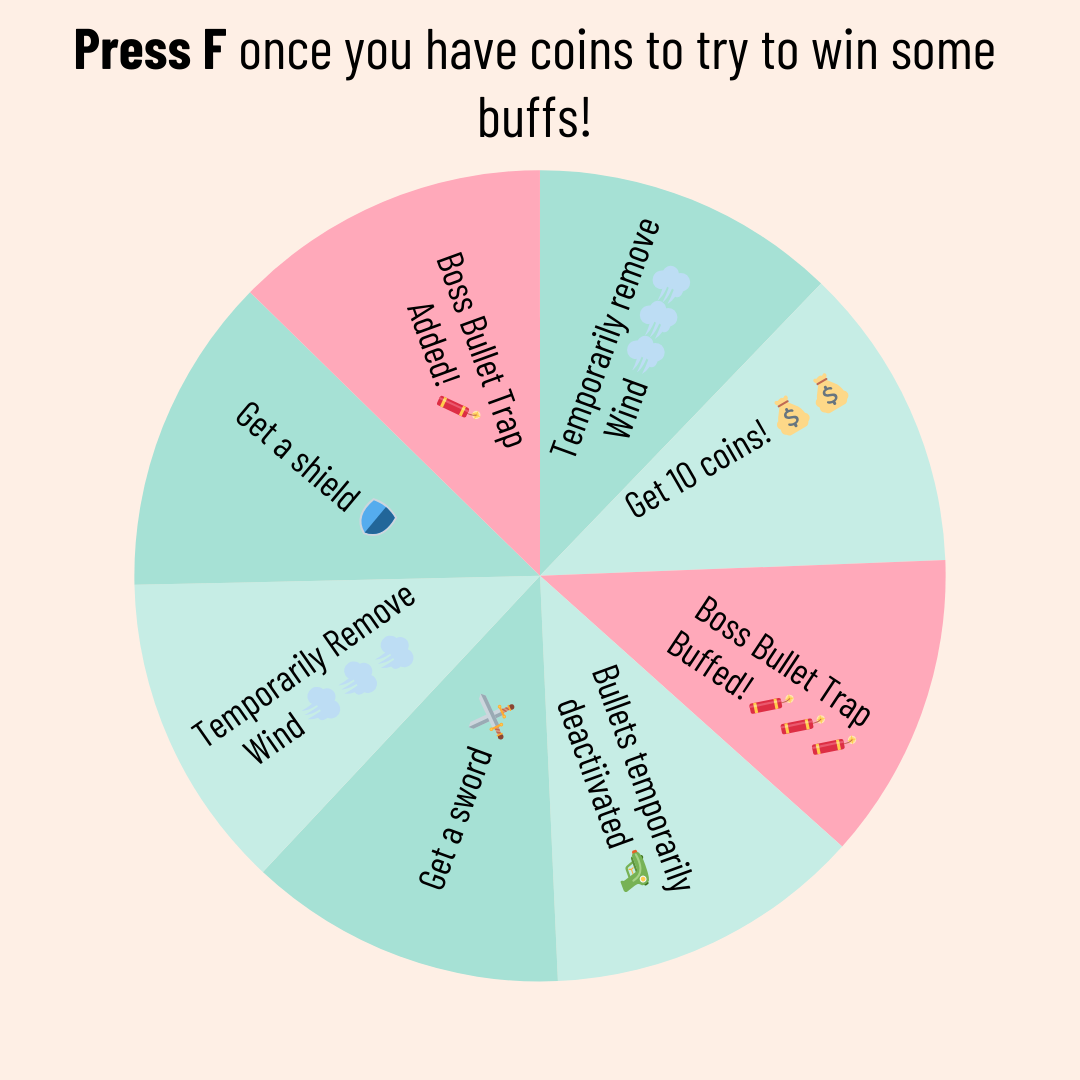 Press F once you have coins to try to win some
buffs!
Temporarily remove
Wind
Get 10 coins!
Boss Bullet Trap
Buffed!
Bullets temporarily
deactiivated
Get a sword
Temporarily Remove
Wind
Get a shield
Boss Bullet Trap
Added!